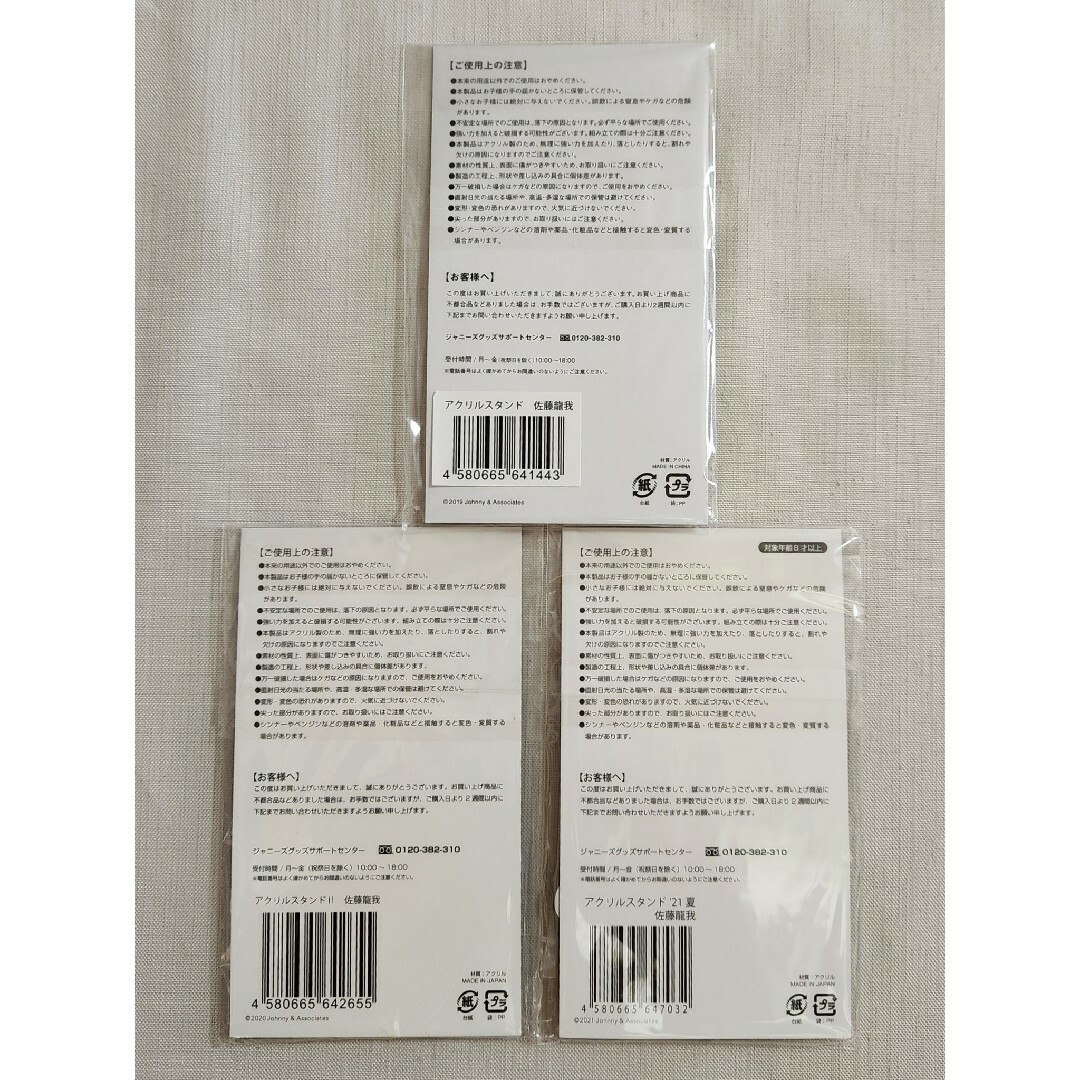 【ご使用上の注意】
●本来の用途以外でのご使用はおやめください。
●本製品はお子様の手の届かないところに保管してください。
●小さなお子様には絶対に与えないでください。誤飲による窒息やケガなどの危険
があります。
●不安定な場所でのご使用は、落下の原因となります。必ず平らな場所でご使用ください。
●強い力を加えると破損する可能性がございます。組み立ての際は十分ご注意ください。
●本製品はアクリル製のため、無理に強い力を加えたり、落としたりすると、割れや
欠けの原因になりますのでご注意ください。
●素材の性質上、表面に傷がつきやすいため、お取り扱いにご注意ください。
●製造の工程上、形状や差し込みの具合に個体差があります。
●万一破損した場合はケガなどの原因になりますので、ご使用をおやめください。
●直射日光の当たる場所や、高温・多湿な場所での保管は避けてください。
●変形・変色の恐れがありますので、火気に近づけないでください。
●尖った部分がありますので、お取り扱いにはご注意ください。
●シンナーやベンジンなどの溶剤や薬品・化粧品などと接触すると変色・変質する
場合があります。
【お客様へ】
この度はお買い上げいただきまして、誠にありがとうございます。お買い上げ商品に
不都合品などありました場合は、お手数ではございますが、ご購入日より2週間以内に
下記までお問い合わせいただきますようお願い申し上げます。
ジャニーズグッズサポートセンター 0120-382-310
受付時間/月〜金(祝祭日を除く)10:00〜18:00
※電話番号はよく確かめてからお間違いのないようにご注意ください。
アクリルスタンド 佐藤龍我
4 580665 641443
材質:アクリル
MADE IN CHINA
紙 プラ
台紙 袋:PP
©2019 Johnny & Associates
【ご使用上の注意】
●本来の用途以外でのご使用はおやめください。
●本製品はお子様の手の届かないところに保管してください。
●小さなお子様には絶対に与えないでください。誤飲による窒息やケガなどの危険
があります。
●不安定な場所でのご使用は、落下の原因となります。必ず平らな場所でご使用ください。
●強い力を加えると破損する可能性がございます。組み立ての際は十分ご注意ください。
●本製品はアクリル製のため、無理に強い力を加えたり、落としたりすると、割れや
欠けの原因になりますのでご注意ください。
●素材の性質上、表面に傷がつきやすいため、お取り扱いにご注意ください。
●製造の工程上、形状や差し込みの具合に個体差があります。
●万一破損した場合はケガなどの原因になりますので、ご使用をおやめください。
●直射日光の当たる場所や、高温・多湿な場所での保管は避けてください。
●変形・変色の恐れがありますので、火気に近づけないでください。
●尖った部分がありますので、お取り扱いにはご注意ください。
●シンナーやベンジンなどの溶剤や薬品・化粧品などと接触すると変色・変質する
場合があります。
【お客様へ】
この度はお買い上げいただきまして、誠にありがとうございます。お買い上げ商品に
不都合品などありました場合は、お手数ではございますが、ご購入日より2週間以内に
下記までお問い合わせいただきますようお願い申し上げます。
ジャニーズグッズサポートセンター 0120-382-310
受付時間/月〜金(祝祭日を除く)10:00〜18:00
※電話番号はよく確かめてからお間違いのないようにご注意ください。
アクリルスタンドII 佐藤龍我
4 580665 642655
材質:アクリル
MADE IN JAPAN
紙 プラ
台紙 袋:PP
©2020 Johnny & Associates
【ご使用上の注意】 対象年齢8才以上
●本来の用途以外でのご使用はおやめください。
●本製品はお子様の手の届かないところに保管してください。
●小さなお子様には絶対に与えないでください。誤飲による窒息やケガなどの危険
があります。
●不安定な場所でのご使用は、落下の原因となります。必ず平らな場所でご使用ください。
●強い力を加えると破損する可能性がございます。組み立ての際は十分ご注意ください。
●本製品はアクリル製のため、無理に強い力を加えたり、落としたりすると、割れや
欠けの原因になりますのでご注意ください。
●素材の性質上、表面に傷がつきやすいため、お取り扱いにご注意ください。
●製造の工程上、形状や差し込みの具合に個体差があります。
●万一破損した場合はケガなどの原因になりますので、ご使用をおやめください。
●直射日光の当たる場所や、高温・多湿な場所での保管は避けてください。
●変形・変色の恐れがありますので、火気に近づけないでください。
●尖った部分がありますので、お取り扱いにはご注意ください。
●シンナーやベンジンなどの溶剤や薬品・化粧品などと接触すると変色・変質する
場合があります。
【お客様へ】
この度はお買い上げいただきまして、誠にありがとうございます。お買い上げ商品に
不都合品などありました場合は、お手数ではございますが、ご購入日より2週間以内に
下記までお問い合わせいただきますようお願い申し上げます。
ジャニーズグッズサポートセンター 0120-382-310
受付時間/月〜金(祝祭日を除く)10:00〜18:00
※電話番号はよく確かめてからお間違いのないようにご注意ください。
アクリルスタンド '21 夏
佐藤龍我
4 580665 647032
材質:アクリル
MADE IN JAPAN
紙 プラ
台紙 袋:PP
©2021 Johnny & Associates